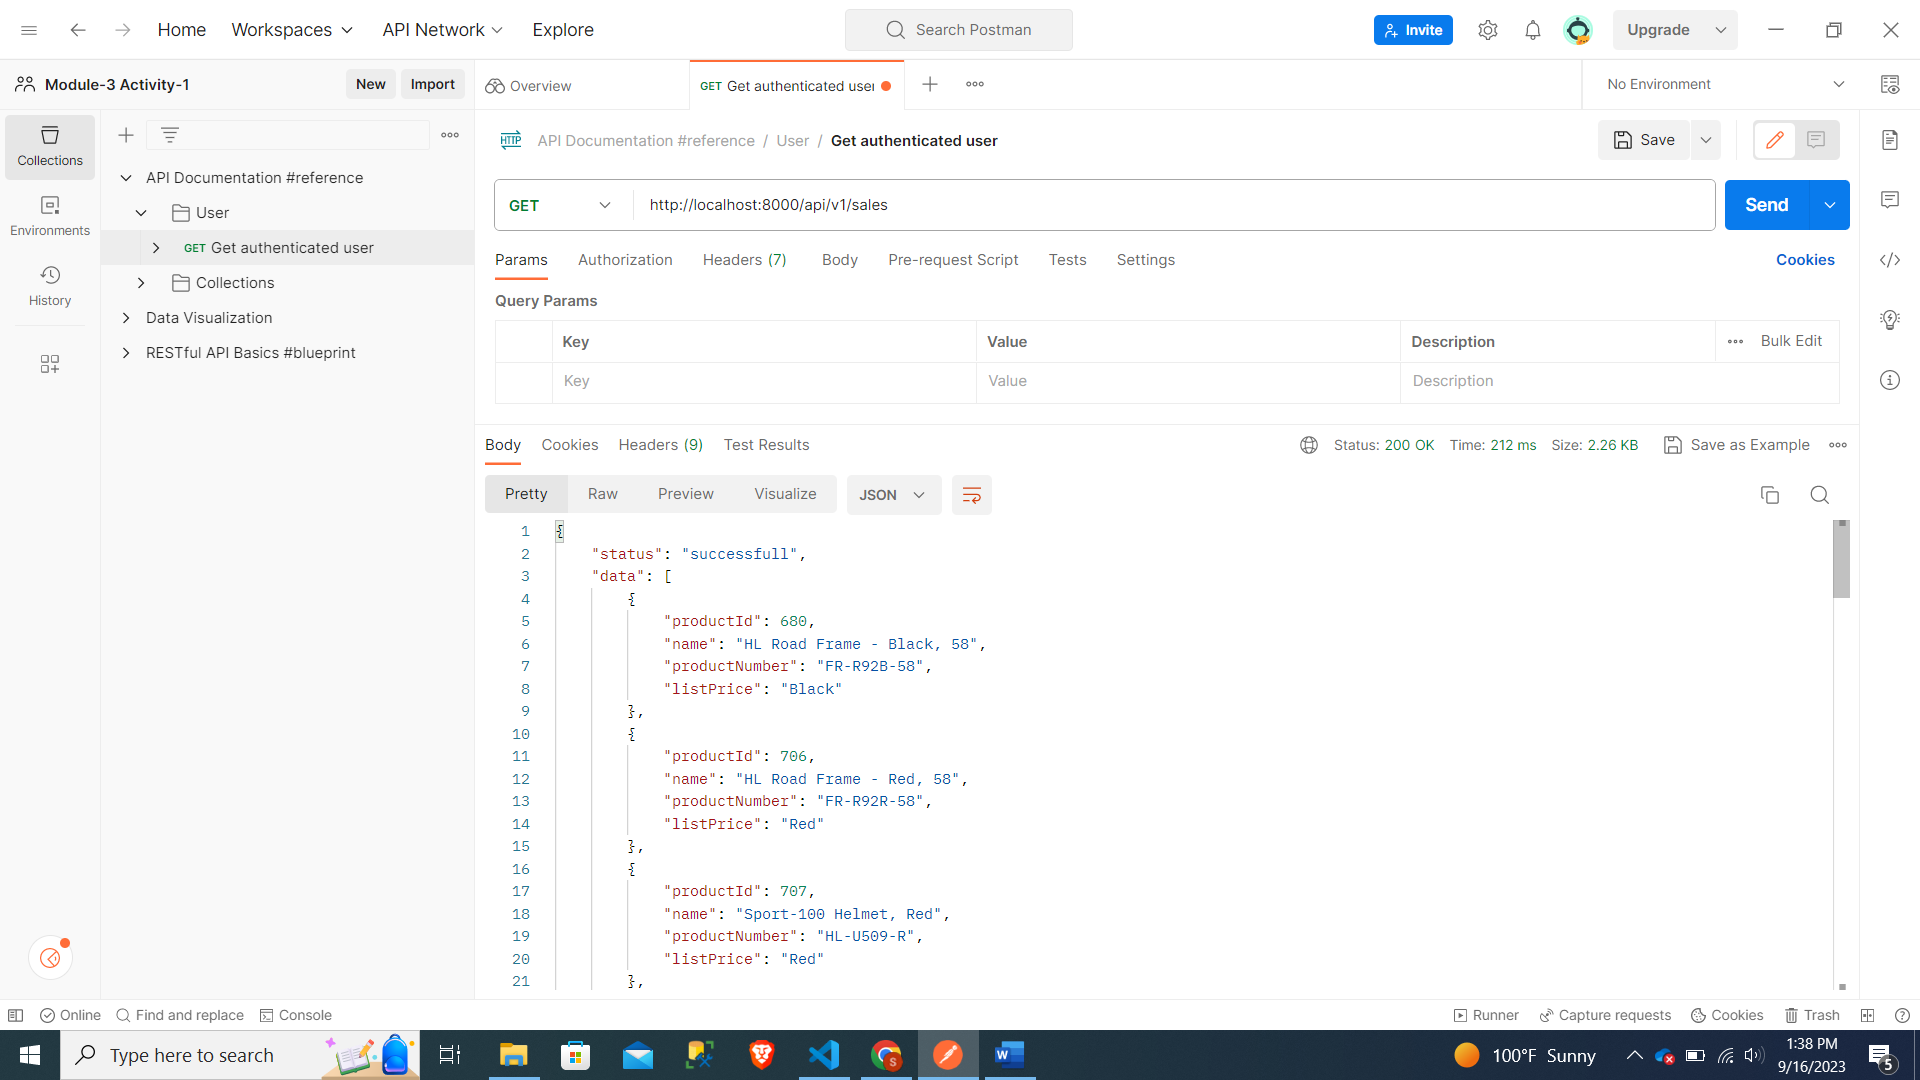 Home Workspaces API Network Explore Search Postman Invite Upgrade
Module-3 Activity-1 New Import Overview GET Get authenticated user No Environment
Collections
Environments
History
API Documentation #reference
User
GET Get authenticated user
Collections
Data Visualization
RESTful API Basics #blueprint
HTTP API Documentation #reference / User / Get authenticated user Save
GET http://localhost:8000/api/v1/sales Send
Params Authorization Headers (7) Body Pre-request Script Tests Settings Cookies
Query Params
Key Value Description Bulk Edit
Key Value Description
Body Cookies Headers (9) Test Results Status: 200 OK Time: 212 ms Size: 2.26 KB Save as Example
Pretty Raw Preview Visualize JSON
1 {
2 "status": "successfull",
3 "data": [
4 {
5 "productId": 680,
6 "name": "HL Road Frame - Black, 58",
7 "productNumber": "FR-R92B-58",
8 "listPrice": "Black"
9 },
10 {
11 "productId": 706,
12 "name": "HL Road Frame - Red, 58",
13 "productNumber": "FR-R92R-58",
14 "listPrice": "Red"
15 },
16 {
17 "productId": 707,
18 "name": "Sport-100 Helmet, Red",
19 "productNumber": "HL-U509-R",
20 "listPrice": "Red"
21 },
Online Find and replace Console Runner Capture requests Cookies Trash
Type here to search 100°F Sunny 1:38 PM
9/16/2023 5